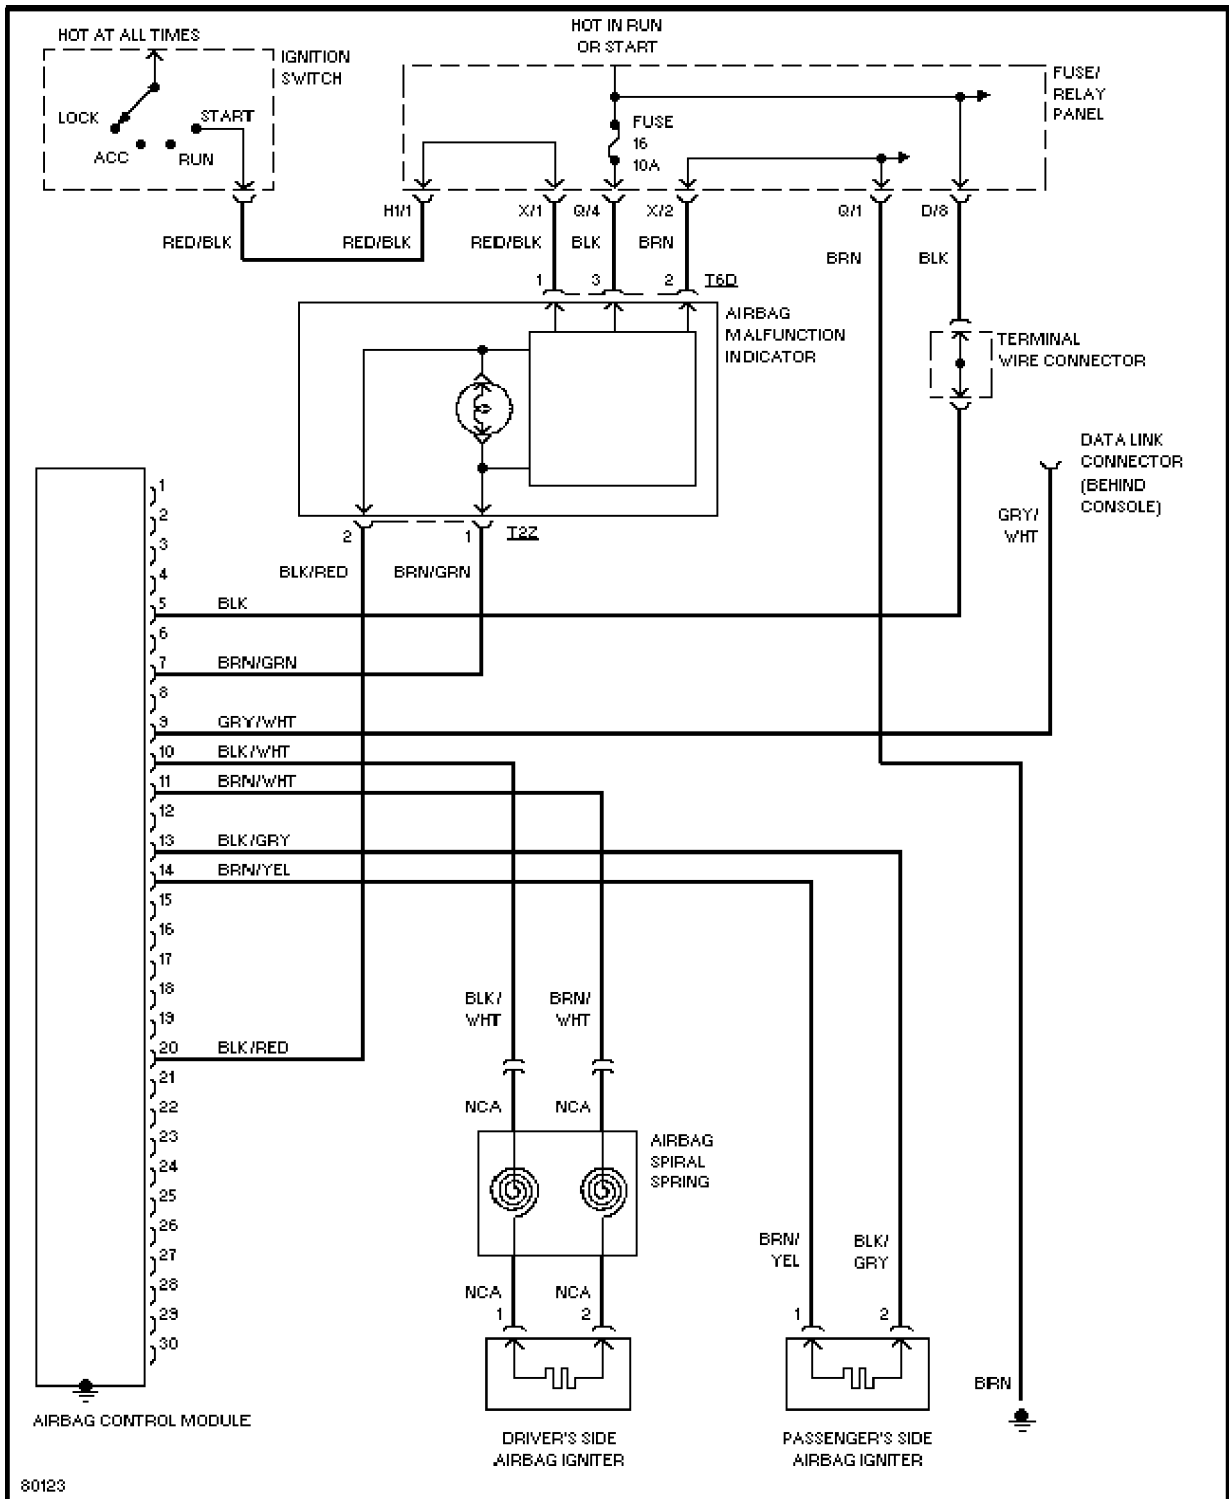 HOT AT ALL TIMES
HOT IN RUN
OR START
IGNITION
SWITCH
FUSE/
RELAY
PANEL
LOCK
START
ACC
RUN
FUSE
16
10A
H1/1
X/1
Q/4
X/2
Q/1
D/8
RED/BLK
RED/BLK
RED/BLK
BLK
BRN
BRN
BLK
1
3
2
T6D
AIRBAG
MALFUNCTION
INDICATOR
TERMINAL
WIRE CONNECTOR
DATA LINK
CONNECTOR
(BEHIND
CONSOLE)
GRY/
WHT
2
1
T2Z
BLK/RED
BRN/GRN
1
2
3
4
5 BLK
6
7 BRN/GRN
8
9 GRY/WHT
10 BLK/WHT
11 BRN/WHT
12
13 BLK/GRY
14 BRN/YEL
15
16
17
18
19
20 BLK/RED
21
22
23
24
25
26
27
28
29
30
BLK/
WHT
BRN/
WHT
NCA
NCA
AIRBAG
SPIRAL
SPRING
NCA
NCA
1
2
BRN/
YEL
BLK/
GRY
1
2
BRN
AIRBAG CONTROL MODULE
DRIVER'S SIDE
AIRBAG IGNITER
PASSENGER'S SIDE
AIRBAG IGNITER
80123